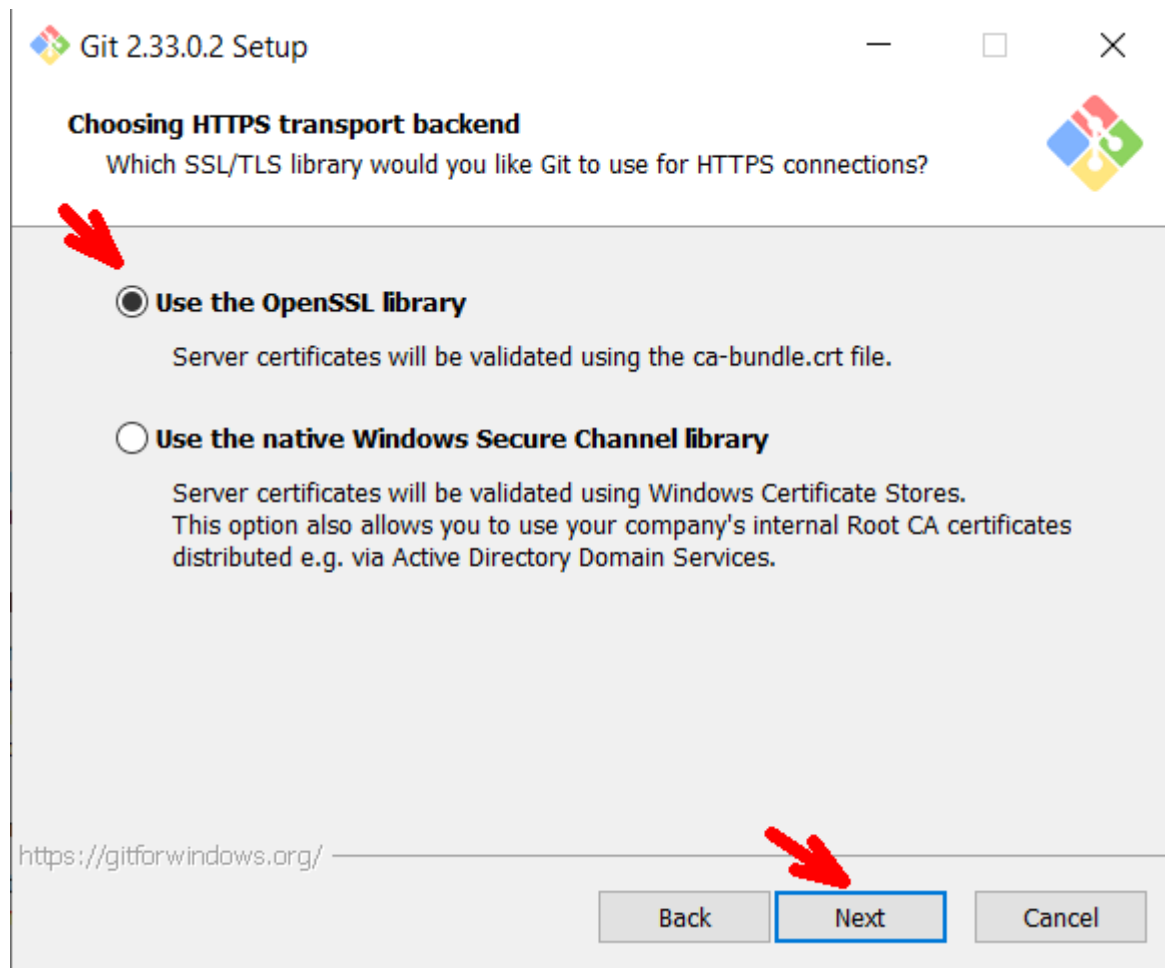 Git 2.33.0.2 Setup
Choosing HTTPS transport backend
Which SSL/TLS library would you like Git to use for HTTPS connections?
Use the OpenSSL library
Server certificates will be validated using the ca-bundle.crt file.
Use the native Windows Secure Channel library
Server certificates will be validated using Windows Certificate Stores.
This option also allows you to use your company's internal Root CA certificates
distributed e.g. via Active Directory Domain Services.
https://gitforwindows.org/
Back Next Cancel